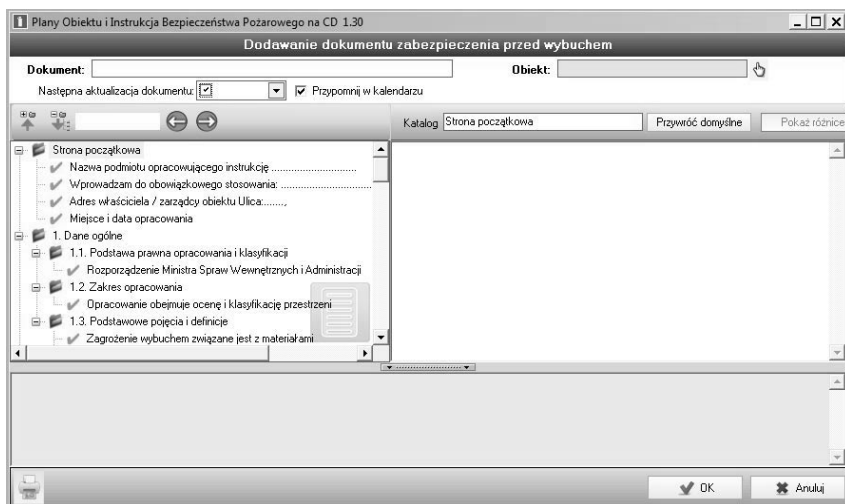 Plany Obiektu i Instrukcja Bezpieczeństwa Pożarowego na CD 1.30
Dodawanie dokumentu zabezpieczenia przed wybuchem
Dokument: Obiekt:
Następna aktualizacja dokumentu: Przypomnij w kalendarzu
Katalog Strona początkowa Przywróć domyślne Pokaż różnice
Strona początkowa
Nazwa podmiotu opracowującego instrukcję ..............................
Wprowadzam do obowiązkowego stosowania: ................................
Adres właściciela / zarządcy obiektu Ulica:.......,
Miejsce i data opracowania
1. Dane ogólne
1.1. Podstawa prawna opracowania i klasyfikacji
Rozporządzenie Ministra Spraw Wewnętrznych i Administracji
1.2. Zakres opracowania
Opracowanie obejmuje ocenę i klasyfikację przestrzeni
1.3. Podstawowe pojęcia i definicje
Zagrożenie wybuchem związane jest z materiałami
OK Anuluj